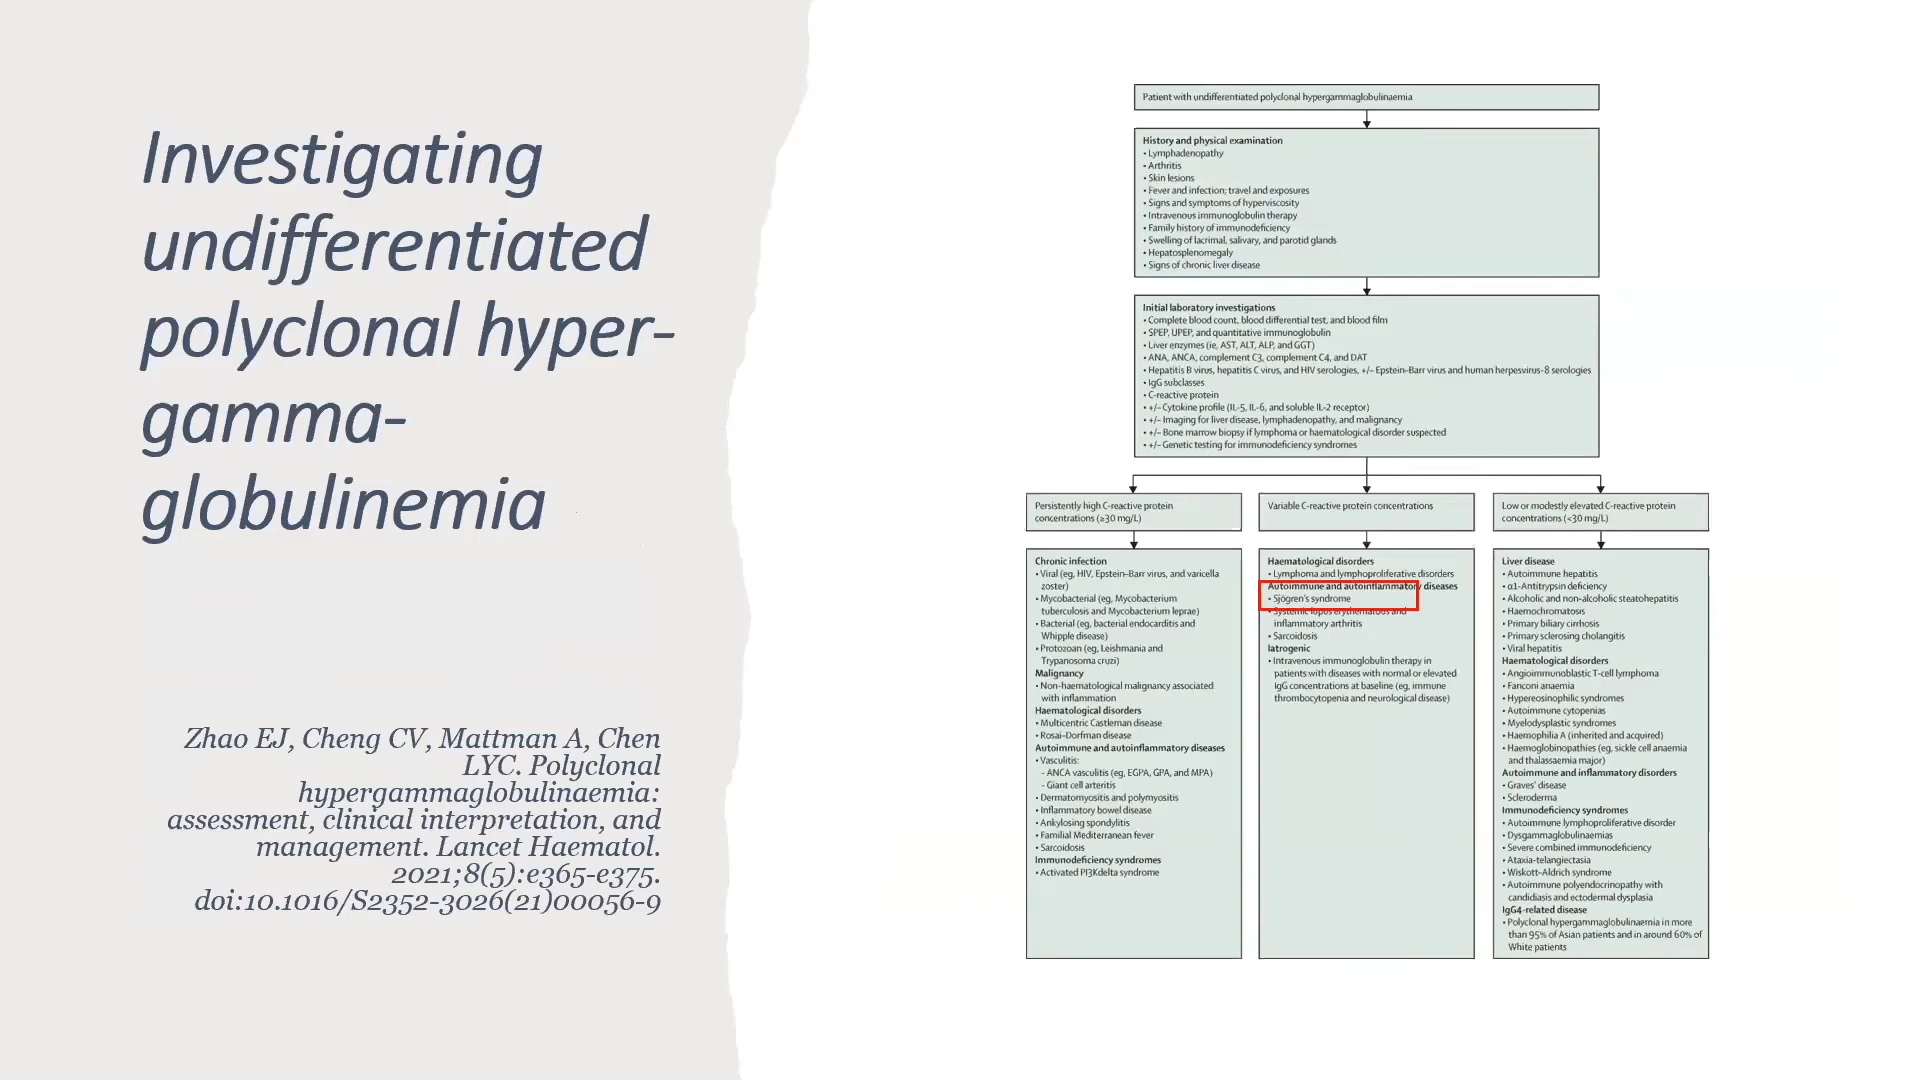 Investigating
undifferentiated
polyclonal hyper-
gamma-
globulinemia
Zhao EJ, Cheng CV, Mattman A, Chen
LYC. Polyclonal
hypergammaglobulinaemia:
assessment, clinical interpretation, and
management. Lancet Haematol.
2021;8(5):e365-e375.
doi:10.1016/S2352-3026(21)00056-9
Patient with undifferentiated polyclonal hypergammaglobulinaemia
History and physical examination
• Lymphadenopathy
• Arthritis
• Skin lesions
• Fever and infection; travel and exposures
• Signs and symptoms of hyperviscosity
• Intravenous immunoglobulin therapy
• Family history of immunodeficiency
• Swelling of lacrimal, salivary, and parotid glands
• Hepatosplenomegaly
• Signs of chronic liver disease
Initial laboratory investigations
• Complete blood count, blood differential test, and blood film
• SPEP, UPEP, and quantitative immunoglobulin
• Liver enzymes (ie, AST, ALT, ALP, and GGT)
• ANA, ANCA, complement C3, complement C4, and DAT
• Hepatitis B virus, hepatitis C virus, and HIV serologies, +/– Epstein–Barr virus and human herpesvirus-8 serologies
• IgG subclasses
• C-reactive protein
• +/– Cytokine profile (IL-5, IL-6, and soluble IL-2 receptor)
• +/– Imaging for liver disease, lymphadenopathy, and malignancy
• +/– Bone marrow biopsy if lymphoma or haematological disorder suspected
• +/– Genetic testing for immunodeficiency syndromes
Persistently high C-reactive protein
concentrations (≥30 mg/L)
Chronic infection
• Viral (eg, HIV, Epstein–Barr virus, and varicella
zoster)
• Mycobacterial (eg, Mycobacterium
tuberculosis and Mycobacterium leprae)
• Bacterial (eg, bacterial endocarditis and
Whipple disease)
• Protozoan (eg, Leishmania and
Trypanosoma cruzi)
Malignancy
• Non-haematological malignancy associated
with inflammation
Haematological disorders
• Multicentric Castleman disease
• Rosai–Dorfman disease
Autoimmune and autoinflammatory diseases
• Vasculitis:
- ANCA vasculitis (eg, EGPA, GPA, and MPA)
- Giant cell arteritis
• Dermatomyositis and polymyositis
• Inflammatory bowel disease
• Ankylosing spondylitis
• Familial Mediterranean fever
• Sarcoidosis
Immunodeficiency syndromes
• Activated PI3Kdelta syndrome
Variable C-reactive protein concentrations
Haematological disorders
• Lymphoma and lymphoproliferative disorders
Autoimmune and autoinflammatory diseases
• Sjögren's syndrome
• Systemic lupus erythematous and
inflammatory arthritis
• Sarcoidosis
Iatrogenic
• Intravenous immunoglobulin therapy in
patients with diseases with normal or elevated
IgG concentrations at baseline (eg, immune
thrombocytopenia and neurological disease)
Low or modestly elevated C-reactive protein
concentrations (<30 mg/L)
Liver disease
• Autoimmune hepatitis
• α1-Antitrypsin deficiency
• Alcoholic and non-alcoholic steatohepatitis
• Haemochromatosis
• Primary biliary cirrhosis
• Primary sclerosing cholangitis
• Viral hepatitis
Haematological disorders
• Angioimmunoblastic T-cell lymphoma
• Fanconi anaemia
• Hypereosinophilic syndromes
• Autoimmune cytopenias
• Myelodysplastic syndromes
• Haemophilia A (inherited and acquired)
• Haemoglobinopathies (eg, sickle cell anaemia
and thalassaemia major)
Autoimmune and inflammatory disorders
• Graves' disease
• Scleroderma
Immunodeficiency syndromes
• Autoimmune lymphoproliferative disorder
• Dysgammaglobulinaemias
• Severe combined immunodeficiency
• Ataxia-telangiectasia
• Wiskott–Aldrich syndrome
• Autoimmune polyendocrinopathy with
candidiasis and ectodermal dysplasia
IgG4-related disease
• Polyclonal hypergammaglobulinaemia in more
than 95% of Asian patients and in around 60% of
White patients